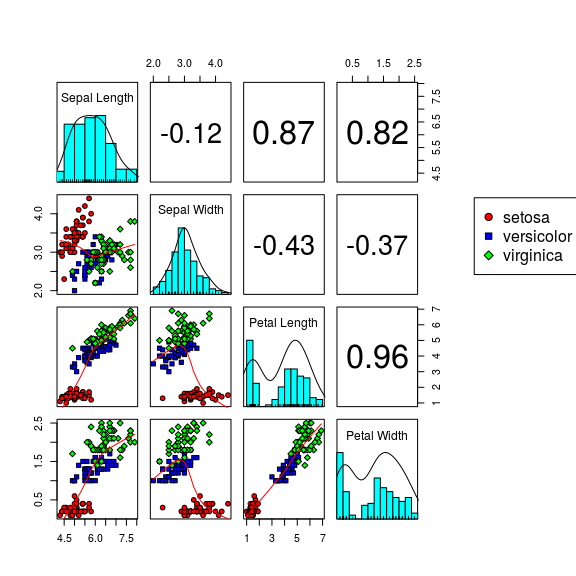 2.0 3.0 4.0
0.5 1.5 2.5
Sepal Length
-0.12
0.87
0.82
4.5 5.5 6.5 7.5
2.0 3.0 4.0
Sepal Width
-0.43
-0.37
setosa
versicolor
virginica
Petal Length
0.96
1 2 3 4 5 6 7
0.5 1.5 2.5
Petal Width
4.5 6.0 7.5
1 3 5 7